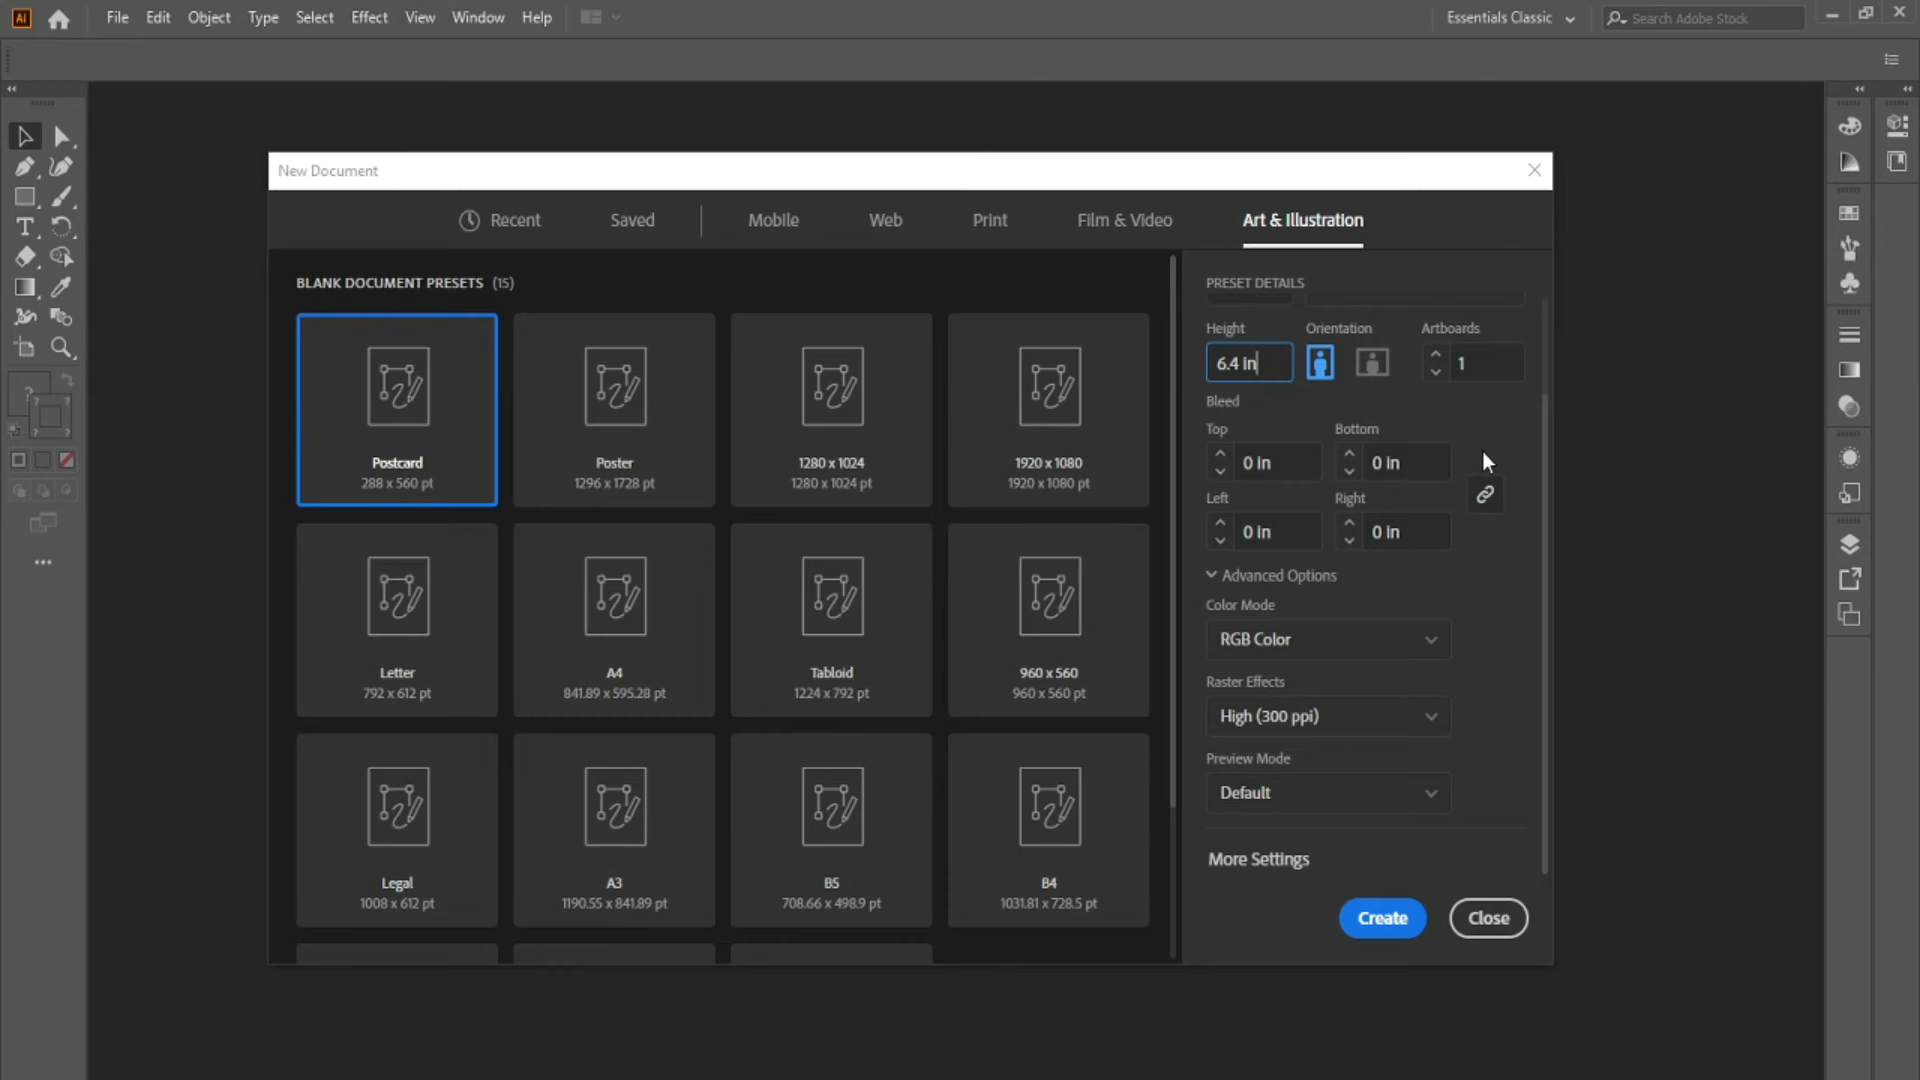 Ai File Edit Object Type Select Effect View Window Help Essentials Classic Search Adobe Stock
New Document
Recent Saved Mobile Web Print Film & Video Art & Illustration
BLANK DOCUMENT PRESETS (15)
PRESET DETAILS
Height Orientation Artboards
6.4 in 1
Bleed
Top Bottom
0 in 0 in
Left Right
0 in 0 in
Advanced Options
Color Mode
RGB Color
Raster Effects
High (300 ppi)
Preview Mode
Default
More Settings
Create Close
Postcard
288 x 560 pt
Poster
1296 x 1728 pt
1280 x 1024
1280 x 1024 pt
1920 x 1080
1920 x 1080 pt
Letter
792 x 612 pt
A4
841.89 x 595.28 pt
Tabloid
1224 x 792 pt
960 x 560
960 x 560 pt
Legal
1008 x 612 pt
A3
1190.55 x 841.89 pt
B5
708.66 x 498.9 pt
B4
1031.81 x 728.5 pt